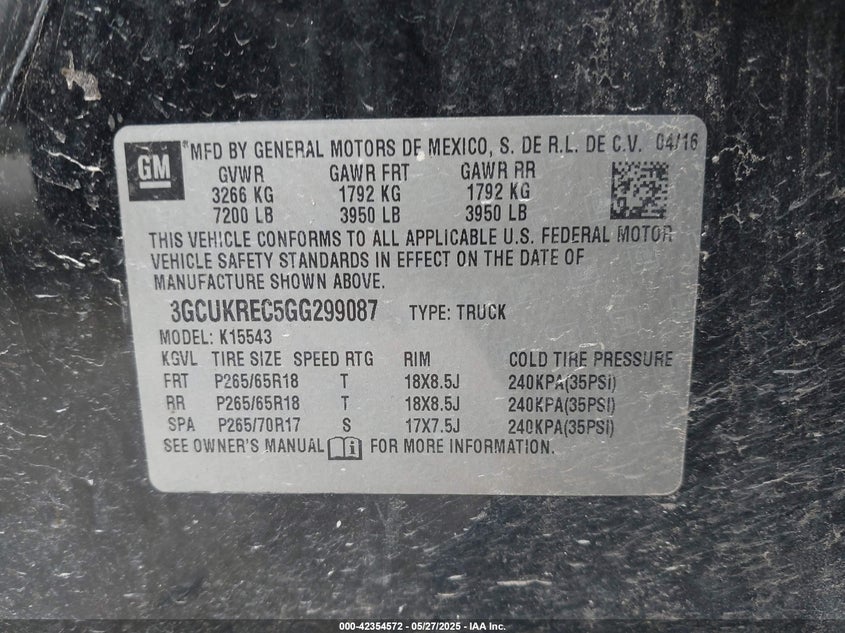 GM
*MFD BY GENERAL MOTORS DE MEXICO, S. DE R.L. DE C.V. 04/16
GVWR GAWR FRT GAWR RR
3266 KG 1792 KG 1792 KG
7200 LB 3950 LB 3950 LB
THIS VEHICLE CONFORMS TO ALL APPLICABLE U.S. FEDERAL MOTOR
VEHICLE SAFETY STANDARDS IN EFFECT ON THE DATE OF
MANUFACTURE SHOWN ABOVE.
3GCUKREC5GG299087 TYPE: TRUCK
MODEL: K15543
KGVL TIRE SIZE SPEED RTG RIM COLD TIRE PRESSURE
FRT P265/65R18 T 18X8.5J 240KPA(35PSI)
RR P265/65R18 T 18X8.5J 240KPA(35PSI)
SPA P265/70R17 S 17X7.5J 240KPA(35PSI)
SEE OWNER'S MANUAL FOR MORE INFORMATION.
000-42354572 — 05/27/2025 - IAA Inc.